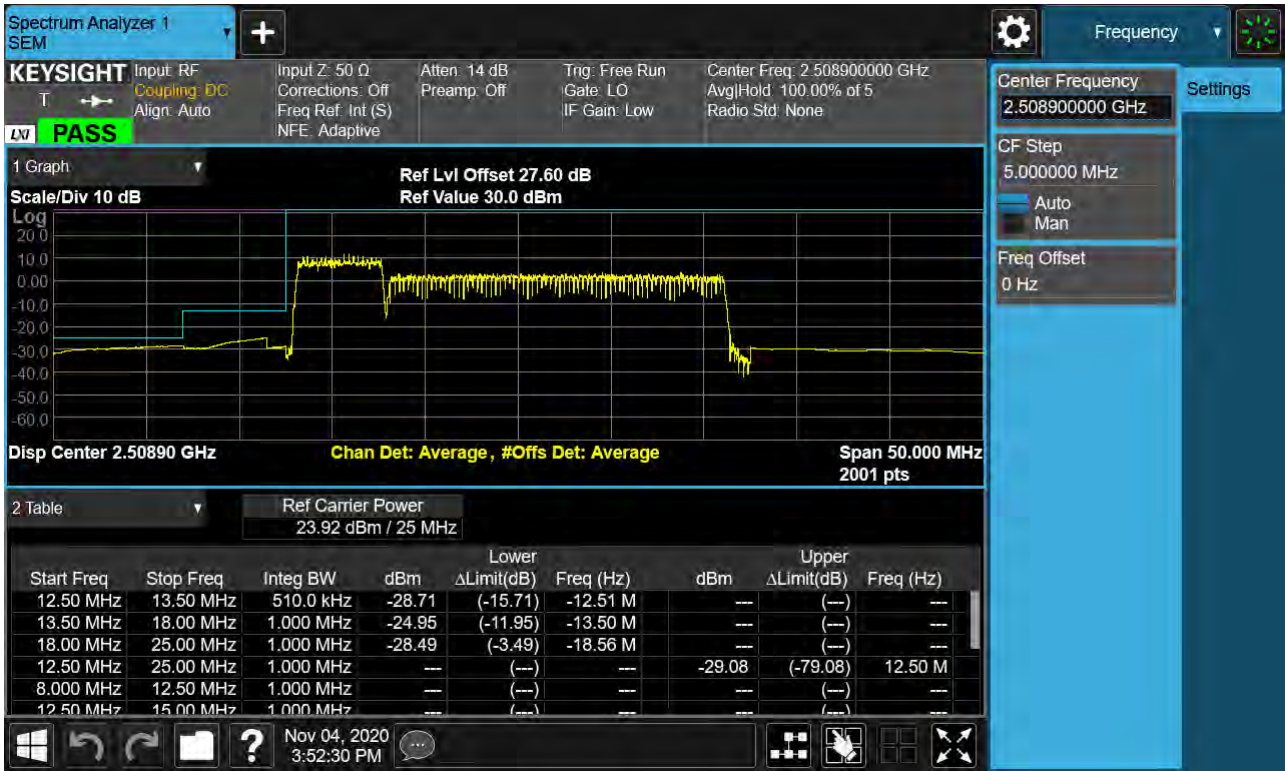 Spectrum Analyzer 1
SEM
+
Frequency
KEYSIGHT
T
LXI PASS
Input: RF
Coupling: DC
Align: Auto
Input Z: 50 Ω
Corrections: Off
Freq Ref: Int (S)
NFE: Adaptive
Atten: 14 dB
Preamp: Off
Trig: Free Run
Gate: LO
IF Gain: Low
Center Freq: 2.508900000 GHz
Avg|Hold: 100.00% of 5
Radio Std: None
Center Frequency
2.508900000 GHz
Settings
CF Step
5.000000 MHz
Auto
Man
Freq Offset
0 Hz
1 Graph
Ref Lvl Offset 27.60 dB
Scale/Div 10 dB
Ref Value 30.0 dBm
Log
20.0
10.0
0.00
-10.0
-20.0
-30.0
-40.0
-50.0
-60.0
Disp Center 2.50890 GHz
Chan Det: Average, #Offs Det: Average
Span 50.000 MHz
2001 pts
2 Table
Ref Carrier Power
23.92 dBm / 25 MHz
Lower Upper
Start Freq Stop Freq Integ BW dBm ΔLimit(dB) Freq (Hz) dBm ΔLimit(dB) Freq (Hz)
12.50 MHz 13.50 MHz 510.0 kHz -28.71 (-15.71) -12.51 M --- (---) ---
13.50 MHz 18.00 MHz 1.000 MHz -24.95 (-11.95) -13.50 M --- (---) ---
18.00 MHz 25.00 MHz 1.000 MHz -28.49 (-3.49) -18.56 M --- (---) ---
12.50 MHz 25.00 MHz 1.000 MHz --- (---) --- -29.08 (-79.08) 12.50 M
8.000 MHz 12.50 MHz 1.000 MHz --- (---) --- --- (---) ---
12.50 MHz 15.00 MHz 1.000 MHz --- (---) --- --- (---) ---
?
Nov 04, 2020
3:52:30 PM